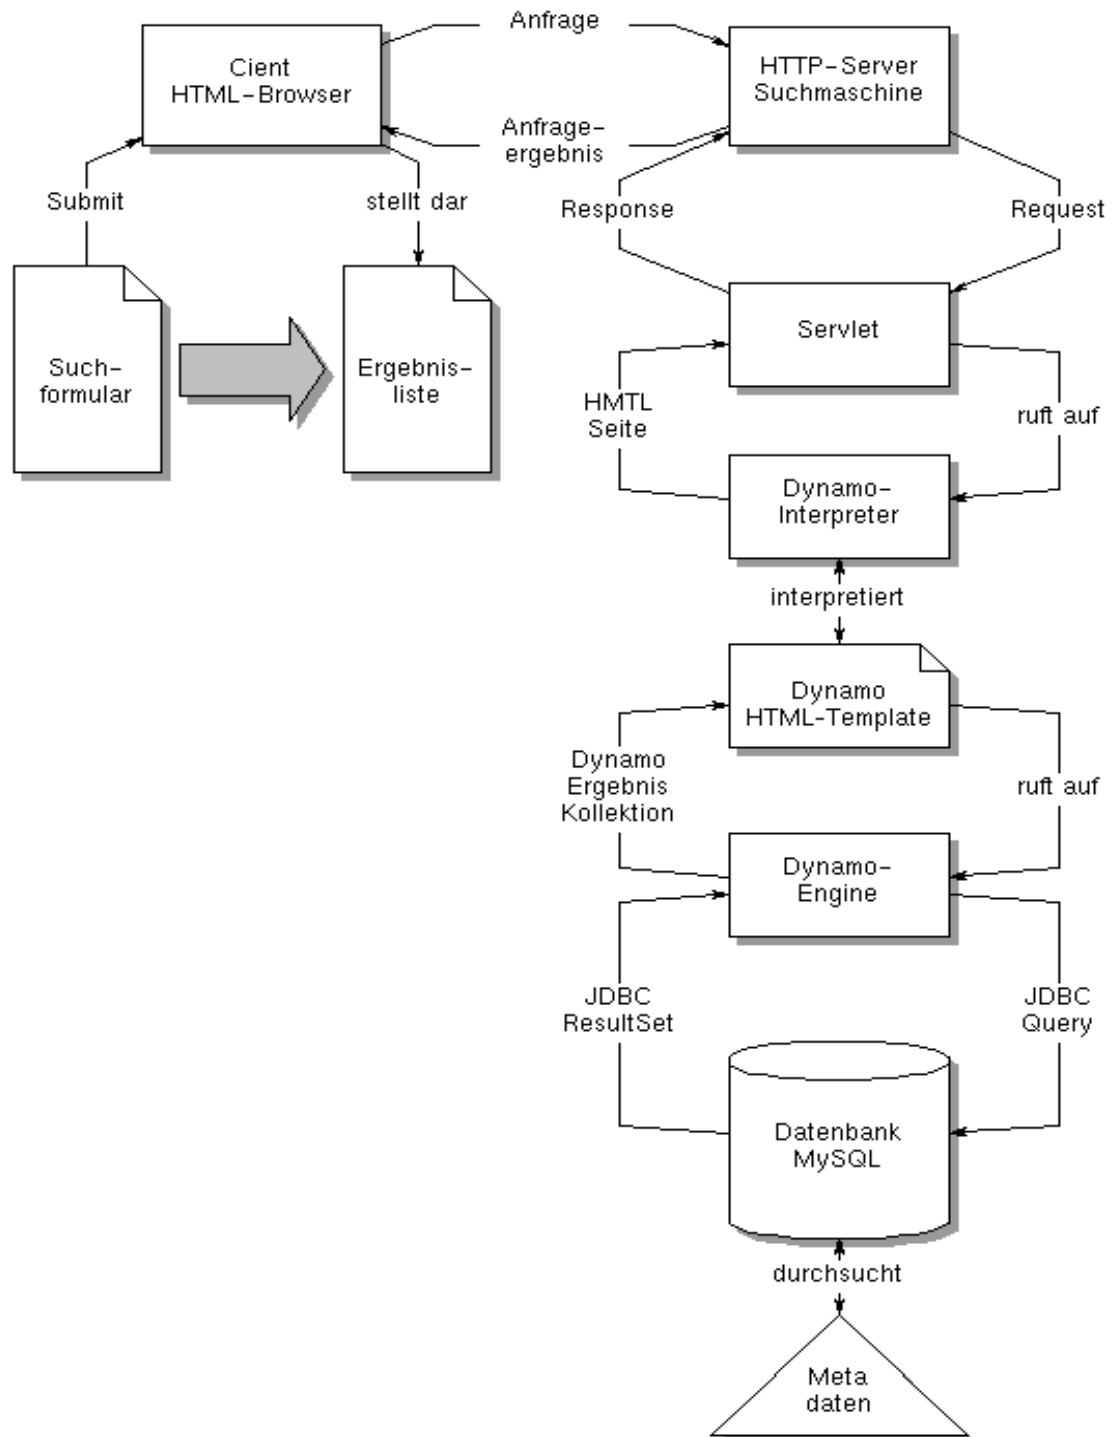 Anfrage
Cient
HTML-Browser
HTTP-Server
Suchmaschine
Anfrage-
ergebnis
Submit
stellt dar
Response
Request
Such-
formular
Ergebnis-
liste
Servlet
HMTL
Seite
ruft auf
Dynamo-
Interpreter
interpretiert
Dynamo
HTML-Template
Dynamo
Ergebnis
Kollektion
ruft auf
Dynamo-
Engine
JDBC
ResultSet
JDBC
Query
Datenbank
MySQL
durchsucht
Meta
daten